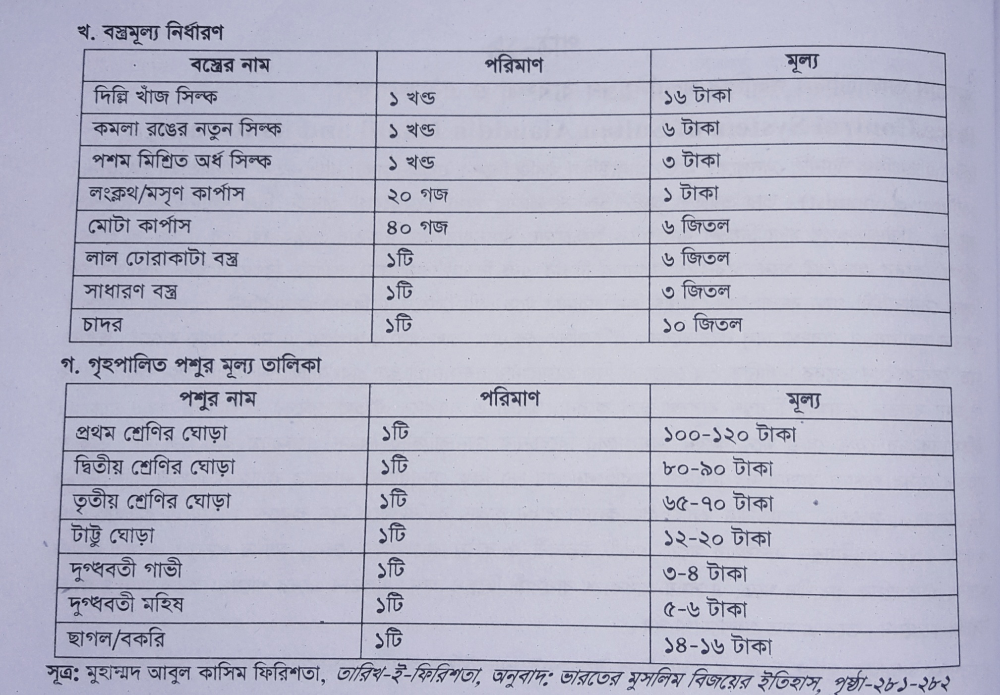 খ. বস্ত্রমূল্য নির্ধারণ
বস্ত্রের নাম পরিমাণ মূল্য
দিল্লি খাঁজ সিল্ক ১ খণ্ড ১৬ টাকা
কমলা রঙের নতুন সিল্ক ১ খণ্ড ৬ টাকা
পশম মিশ্রিত অর্ধ সিল্ক ১ খণ্ড ৩ টাকা
লংক্লথ/মসৃণ কার্পাস ২০ গজ ১ টাকা
মোটা কার্পাস ৪০ গজ ৬ জিতল
লাল ঢোরাকাটা বস্ত্র ১টি ৬ জিতল
সাধারণ বস্ত্র ১টি ৩ জিতল
চাদর ১টি ১০ জিতল
গ. গৃহপালিত পশুর মূল্য তালিকা
পশুর নাম পরিমাণ মূল্য
প্রথম শ্রেণির ঘোড়া ১টি ১০০-১২০ টাকা
দ্বিতীয় শ্রেণির ঘোড়া ১টি ৮০-৯০ টাকা
তৃতীয় শ্রেণির ঘোড়া ১টি ৬৫-৭০ টাকা
টাট্টু ঘোড়া ১টি ১২-২০ টাকা
দুগ্ধবতী গাভী ১টি ৩-৪ টাকা
দুগ্ধবতী মহিষ ১টি ৫-৬ টাকা
ছাগল/বকরি ১টি ১৪-১৬ টাকা
সূত্র: মুহাম্মদ আবুল কাসিম ফিরিশতা, তারিখ-ই-ফিরিশতা, অনুবাদ: ভারতের মুসলিম বিজয়ের ইতিহাস, পৃষ্ঠা-২৮১-২৮২